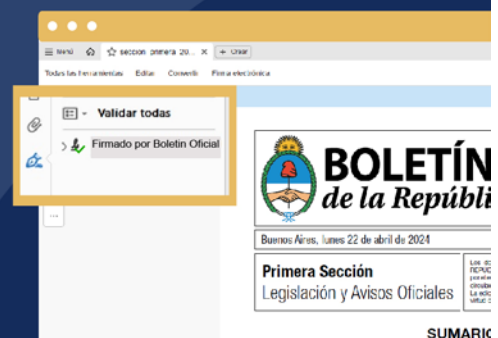 Menú
sección primera 20...
+ Crear
Todas las herramientas Editar Convertir Firma electrónica
Validar todas
Firmado por Boletin Oficial
BOLETÍN
de la Repúbli
Buenos Aires, lunes 22 de abril de 2024
Primera Sección
Legislación y Avisos Oficiales
SUMARIO